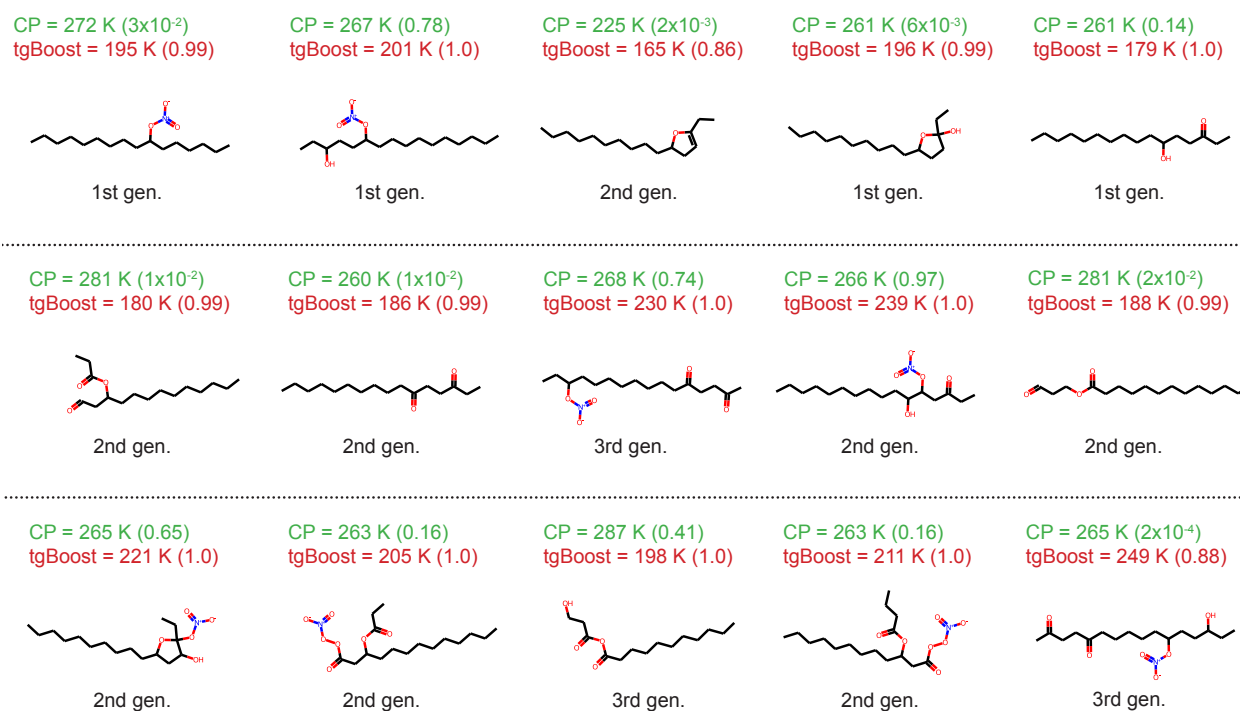 CP = 272 K (3x10⁻²) CP = 267 K (0.78) CP = 225 K (2x10⁻³) CP = 261 K (6x10⁻³) CP = 261 K (0.14)
tgBoost = 195 K (0.99) tgBoost = 201 K (1.0) tgBoost = 165 K (0.86) tgBoost = 196 K (0.99) tgBoost = 179 K (1.0)
O⁻ N⁺ O O O⁻ N⁺ O O OH O O OH O OH
1st gen. 1st gen. 2nd gen. 1st gen. 1st gen.
CP = 281 K (1x10⁻²) CP = 260 K (1x10⁻²) CP = 268 K (0.74) CP = 266 K (0.97) CP = 281 K (2x10⁻²)
tgBoost = 180 K (0.99) tgBoost = 186 K (0.99) tgBoost = 230 K (1.0) tgBoost = 239 K (1.0) tgBoost = 188 K (0.99)
O O O O O O N⁺ O O⁻ O O O⁻ N⁺ O O OH O O O O
2nd gen. 2nd gen. 3rd gen. 2nd gen. 2nd gen.
CP = 265 K (0.65) CP = 263 K (0.16) CP = 287 K (0.41) CP = 263 K (0.16) CP = 265 K (2x10⁻⁴)
tgBoost = 221 K (1.0) tgBoost = 205 K (1.0) tgBoost = 198 K (1.0) tgBoost = 211 K (1.0) tgBoost = 249 K (0.88)
O O N⁺ O⁻ O OH O⁻ N⁺ O O O O O O OH O O O O O O N⁺ O⁻ O O O O O O N⁺ O O⁻ OH
2nd gen. 2nd gen. 3rd gen. 2nd gen. 3rd gen.